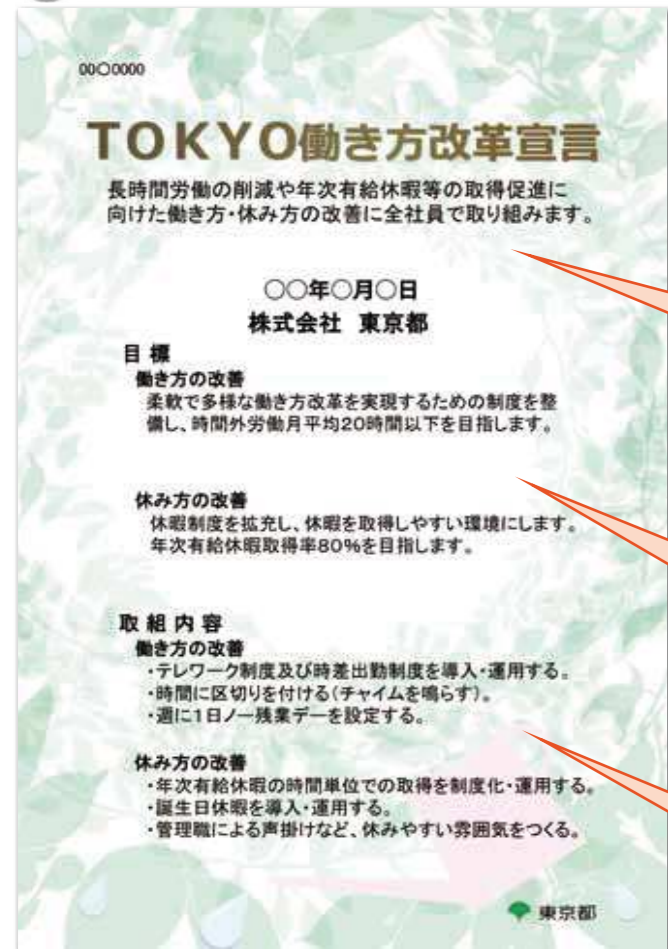 00〇0000
TOKYO働き方改革宣言
長時間労働の削減や年次有給休暇等の取得促進に
向けた働き方・休み方の改善に全社員で取り組みます。
〇〇年〇月〇日
株式会社 東京都
目標
働き方の改善
柔軟で多様な働き方改革を実現するための制度を整
備し、時間外労働月平均20時間以下を目指します。
休み方の改善
休暇制度を拡充し、休暇を取得しやすい環境にします。
年次有給休暇取得率80%を目指します。
取組内容
働き方の改善
・テレワーク制度及び時差出勤制度を導入・運用する。
・時間に区切りを付ける(チャイムを鳴らす)。
・週に1日ノー残業デーを設定する。
休み方の改善
・年次有給休暇の時間単位での取得を制度化・運用する。
・誕生日休暇を導入・運用する。
・管理職による声掛けなど、休みやすい雰囲気をつくる。
東京都